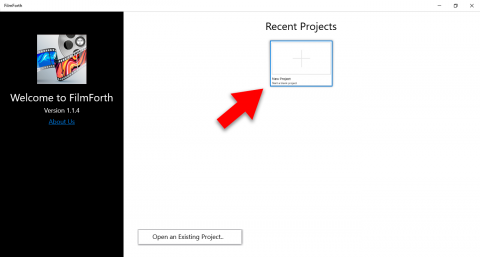 FilmForth
Welcome to FilmForth
Version 1.1.4
About Us
Recent Projects
New Project
Start a new project
Open an Existing Project..